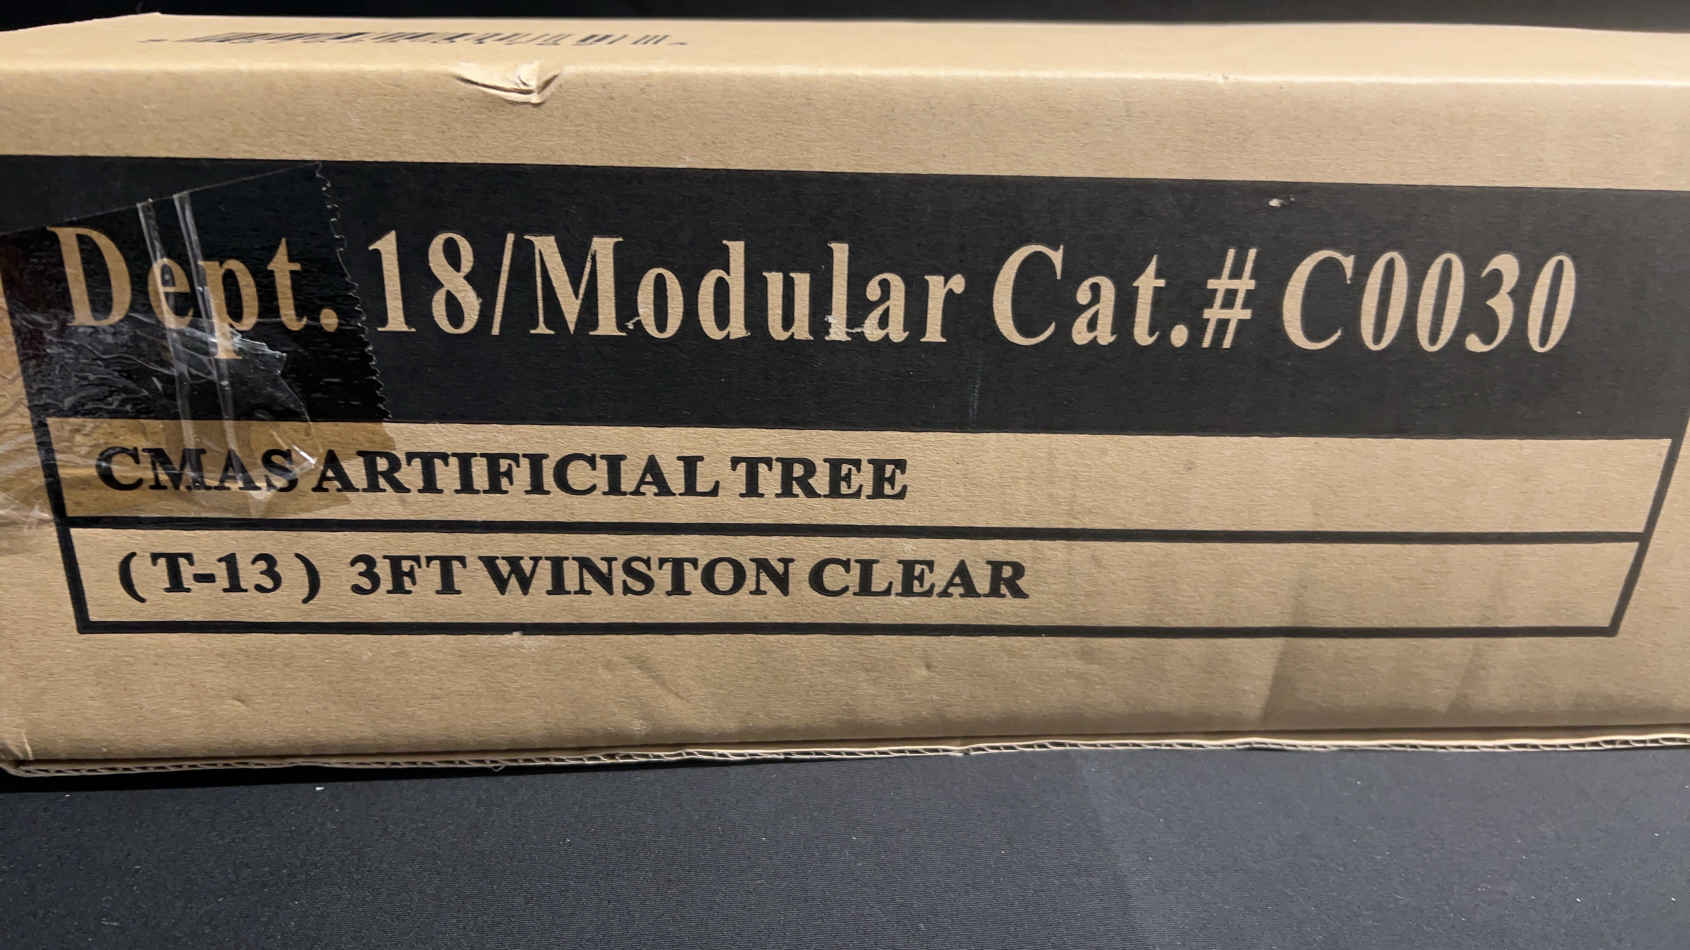 Dept. 18/Modular Cat.# C0030
CMAS ARTIFICIAL TREE
(T-13) 3FT WINSTON CLEAR